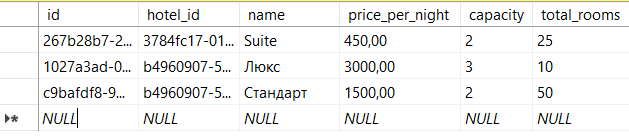 id hotel_id name price_per_night capacity total_rooms
267b28b7-2... 3784fc17-01... Suite 450,00 2 25
1027a3ad-0... b4960907-5... Люкс 3000,00 3 10
c9bafdf8-9... b4960907-5... Стандарт 1500,00 2 50
NULL NULL NULL NULL NULL NULL